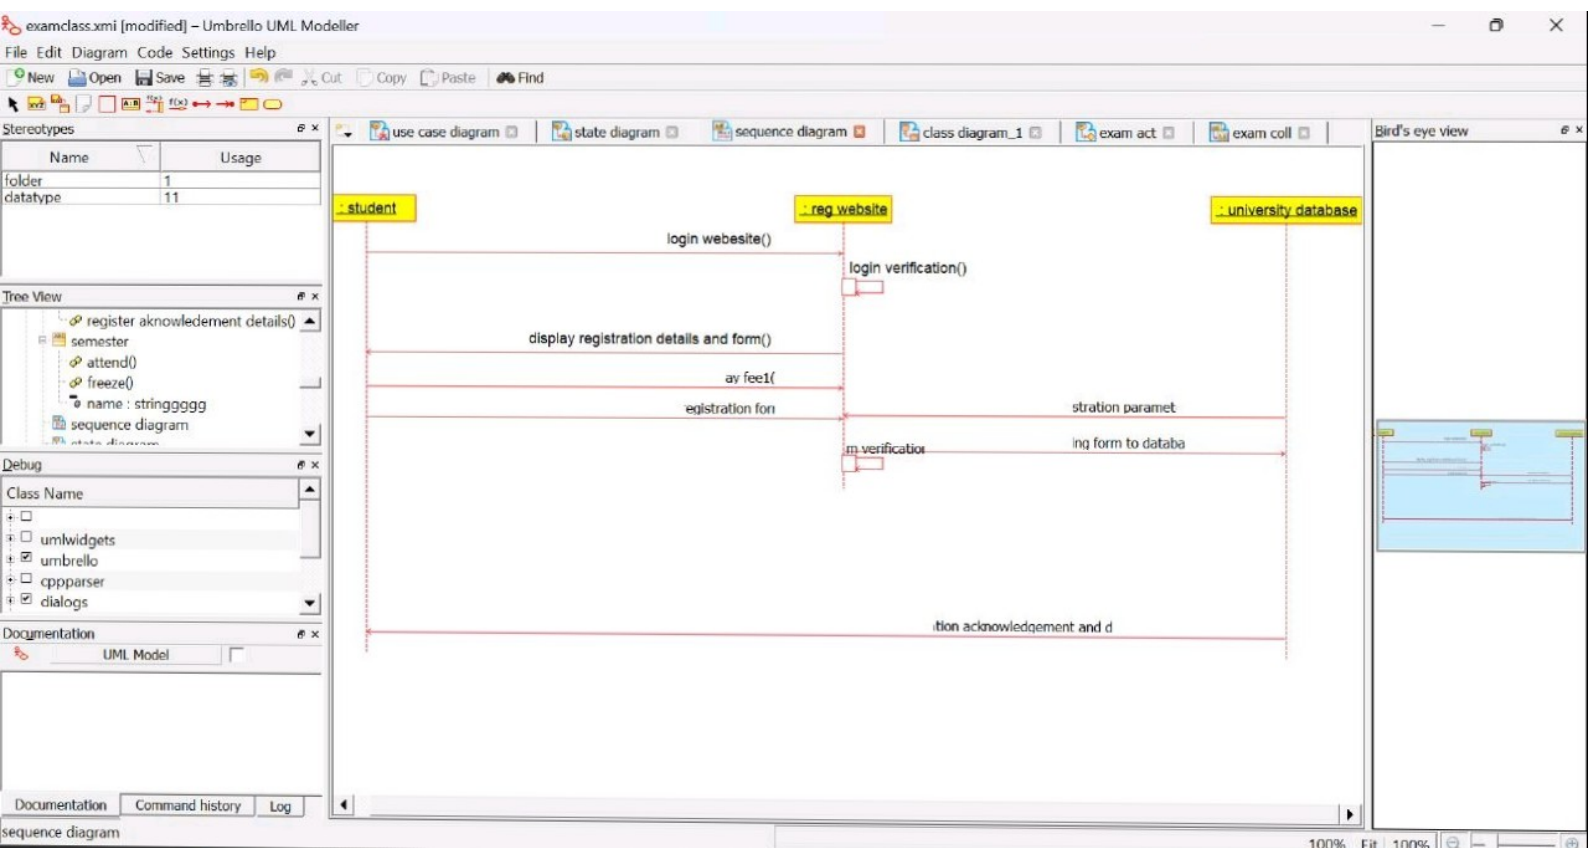 examclass.xmi [modified] – Umbrello UML Modeller
File Edit Diagram Code Settings Help
New Open Save Cut Copy Paste Find
Stereotypes
Name Usage
folder 1
datatype 11
Tree View
register aknowledement details()
semester
attend()
freeze()
name : stringgggg
sequence diagram
state diagram
Debug
Class Name
umlwidgets
umbrello
cppparser
dialogs
Documentation
UML Model
Documentation Command history Log
sequence diagram
use case diagram state diagram sequence diagram class diagram_1 exam act exam coll
: student
: reg website
: university database
login webesite()
login verification()
display registration details and form()
ay fee1(
egistration forr
stration paramet
m verification
ing form to databa
tion acknowledgement and d
Bird's eye view
100% Fit 100%